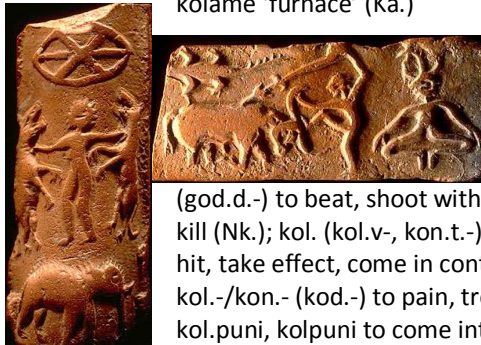 kolame ‘furnace’ (Ka.)
(god.d.-) to beat, shoot with
kill (Nk.); kol. (kol.v-, kon.t.-)
hit, take effect, come in cont
kol.-/kon.- (kod.-) to pain, tr
kol.puni, kolpuni to come int